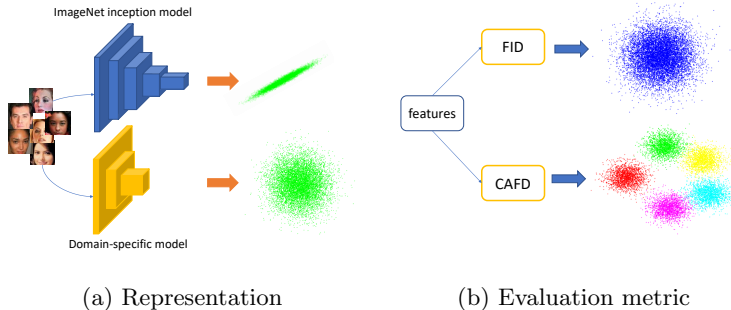 ImageNet inception model
Domain-specific model
(a) Representation
features
FID
CAFD
(b) Evaluation metric